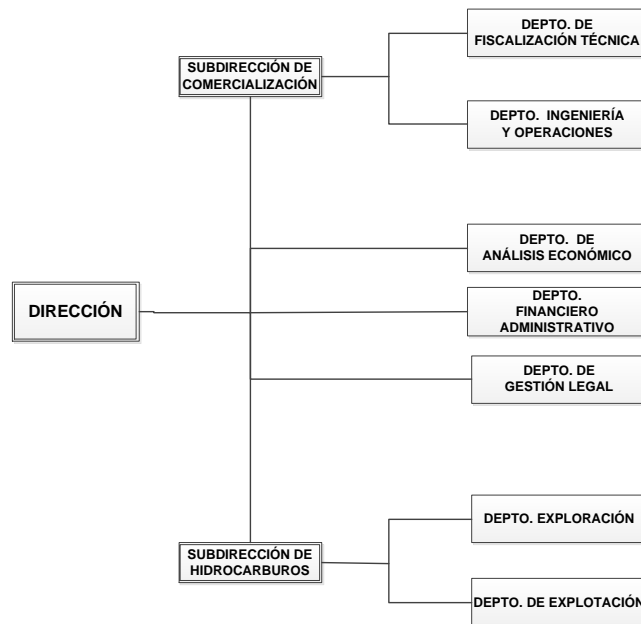 DEPTO. DE
FISCALIZACIÓN TÉCNICA
SUBDIRECCIÓN DE
COMERCIALIZACIÓN
DEPTO. INGENIERÍA
Y OPERACIONES
DEPTO. DE
ANÁLISIS ECONÓMICO
DIRECCIÓN
DEPTO.
FINANCIERO
ADMINISTRATIVO
DEPTO. DE
GESTIÓN LEGAL
DEPTO. EXPLORACIÓN
SUBDIRECCIÓN DE
HIDROCARBUROS
DEPTO. DE EXPLOTACIÓN